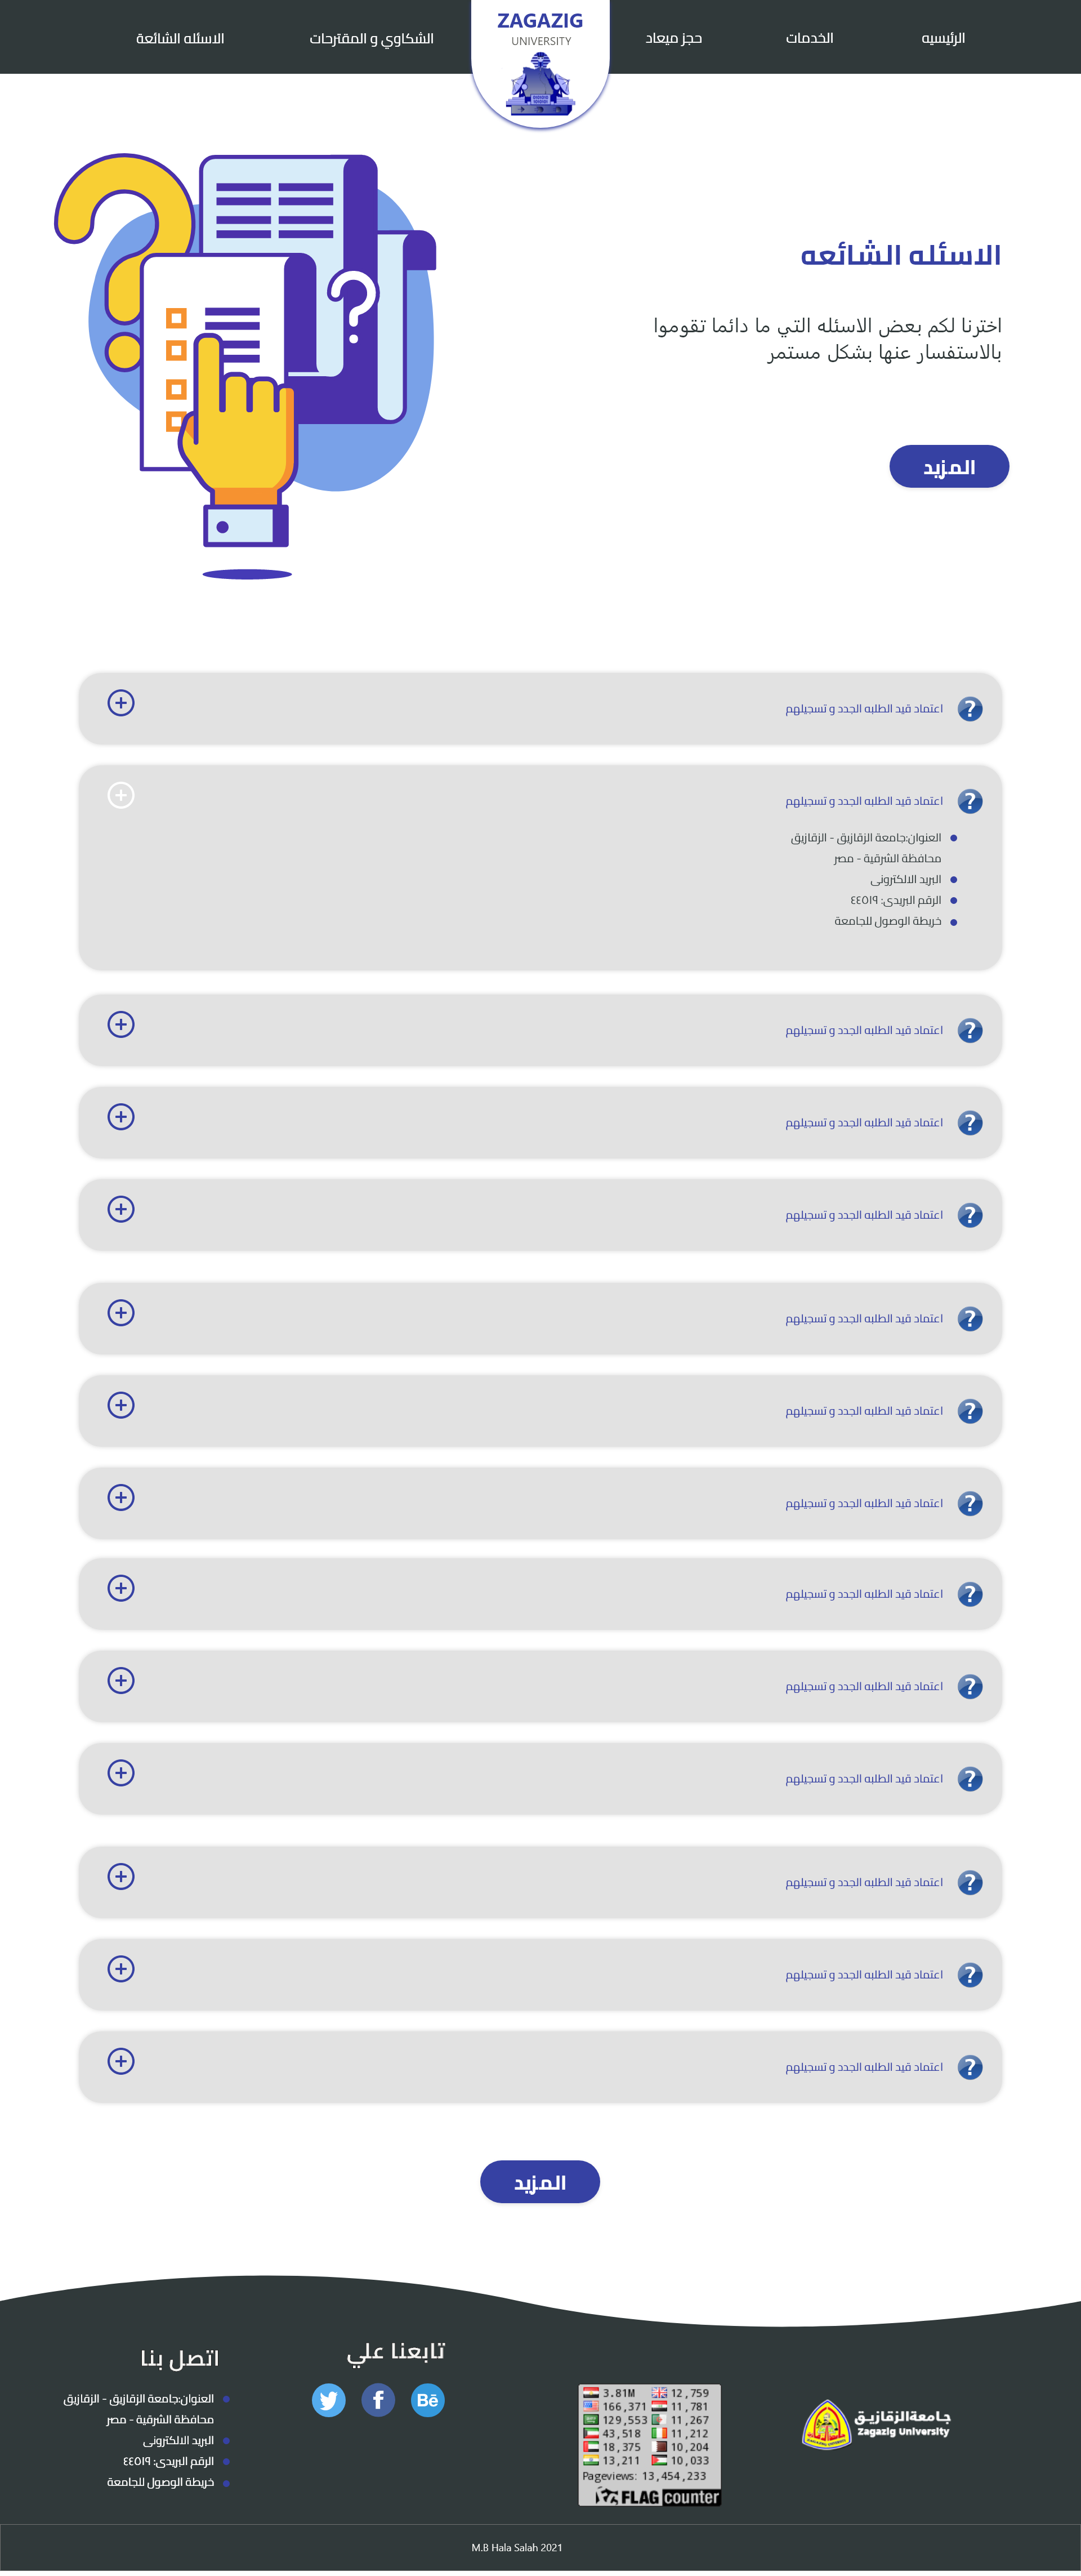 الرئيسيه
الخدمات
حجز ميعاد
ZAGAZIG
UNIVERSITY
الشكاوي و المقترحات
الاسئله الشائعة
الاسئله الشائعه
اخترنا لكم بعض الاسئله التي ما دائما تقوموا
بالاستفسار عنها بشكل مستمر
المزيد
اعتماد قيد الطلبه الجدد و تسجيلهم
اعتماد قيد الطلبه الجدد و تسجيلهم
العنوان:جامعة الزقازيق - الزقازيق
محافظة الشرقية - مصر
البريد الالكترونى
الرقم البريدى: ٤٤٥١٩
خريطة الوصول للجامعة
اعتماد قيد الطلبه الجدد و تسجيلهم
اعتماد قيد الطلبه الجدد و تسجيلهم
اعتماد قيد الطلبه الجدد و تسجيلهم
اعتماد قيد الطلبه الجدد و تسجيلهم
اعتماد قيد الطلبه الجدد و تسجيلهم
اعتماد قيد الطلبه الجدد و تسجيلهم
اعتماد قيد الطلبه الجدد و تسجيلهم
اعتماد قيد الطلبه الجدد و تسجيلهم
اعتماد قيد الطلبه الجدد و تسجيلهم
اعتماد قيد الطلبه الجدد و تسجيلهم
اعتماد قيد الطلبه الجدد و تسجيلهم
اعتماد قيد الطلبه الجدد و تسجيلهم
المزيد
جامعةالزقازيق
Zagazig University
3.81M 12,759
166,371 11,781
129,553 11,267
43,518 11,212
18,375 10,204
13,211 10,033
Pageviews: 13,454,233
FLAG counter
تابعنا علي
Bē
f
اتصل بنا
العنوان:جامعة الزقازيق - الزقازيق
محافظة الشرقية - مصر
البريد الالكترونى
الرقم البريدى: ٤٤٥١٩
خريطة الوصول للجامعة
M.B Hala Salah 2021